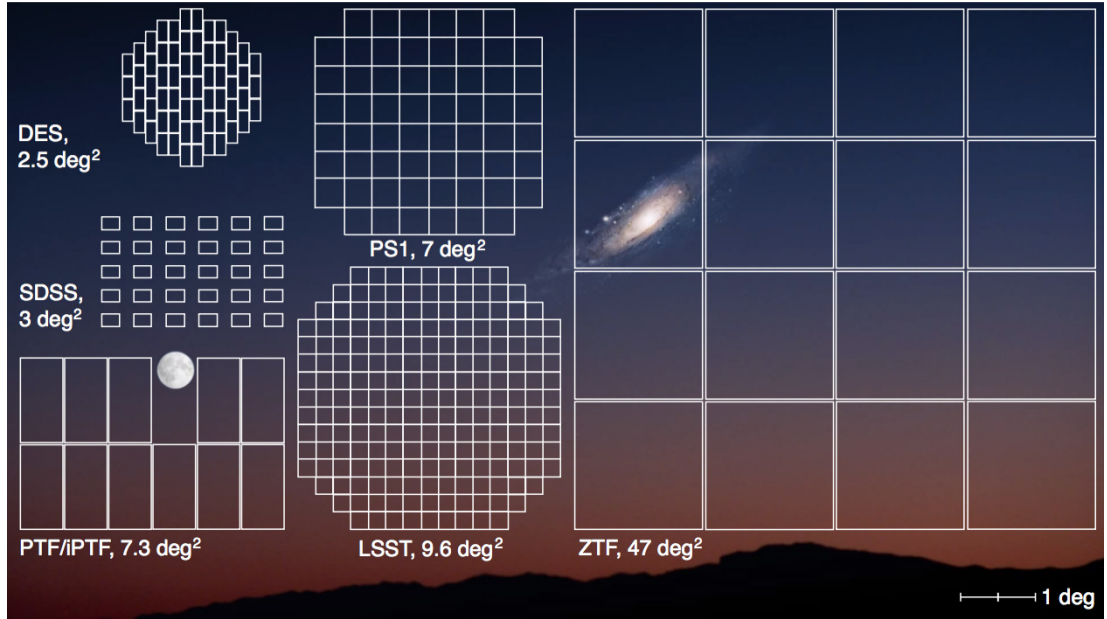 DES,
2.5 deg²
PS1, 7 deg²
SDSS,
3 deg²
PTF/iPTF, 7.3 deg²
LSST, 9.6 deg²
ZTF, 47 deg²
1 deg